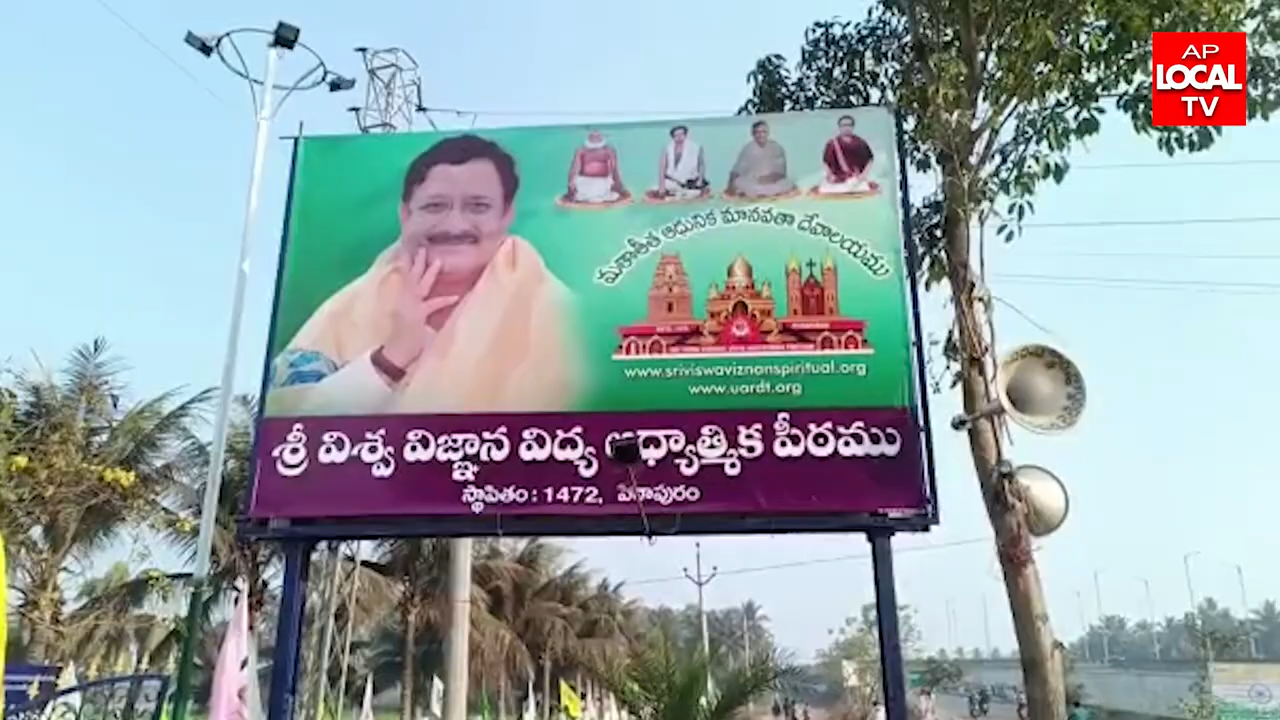 AP
LOCAL
TV
మతాతీత ఆధునిక మానవతా దేవాలయము
www.sriviswaviznanspiritual.org
www.uardt.org
శ్రీ విశ్వ విజ్ఞాన విద్య ఆధ్యాత్మిక పీఠము
స్థాపితం : 1472, పిఠాపురం